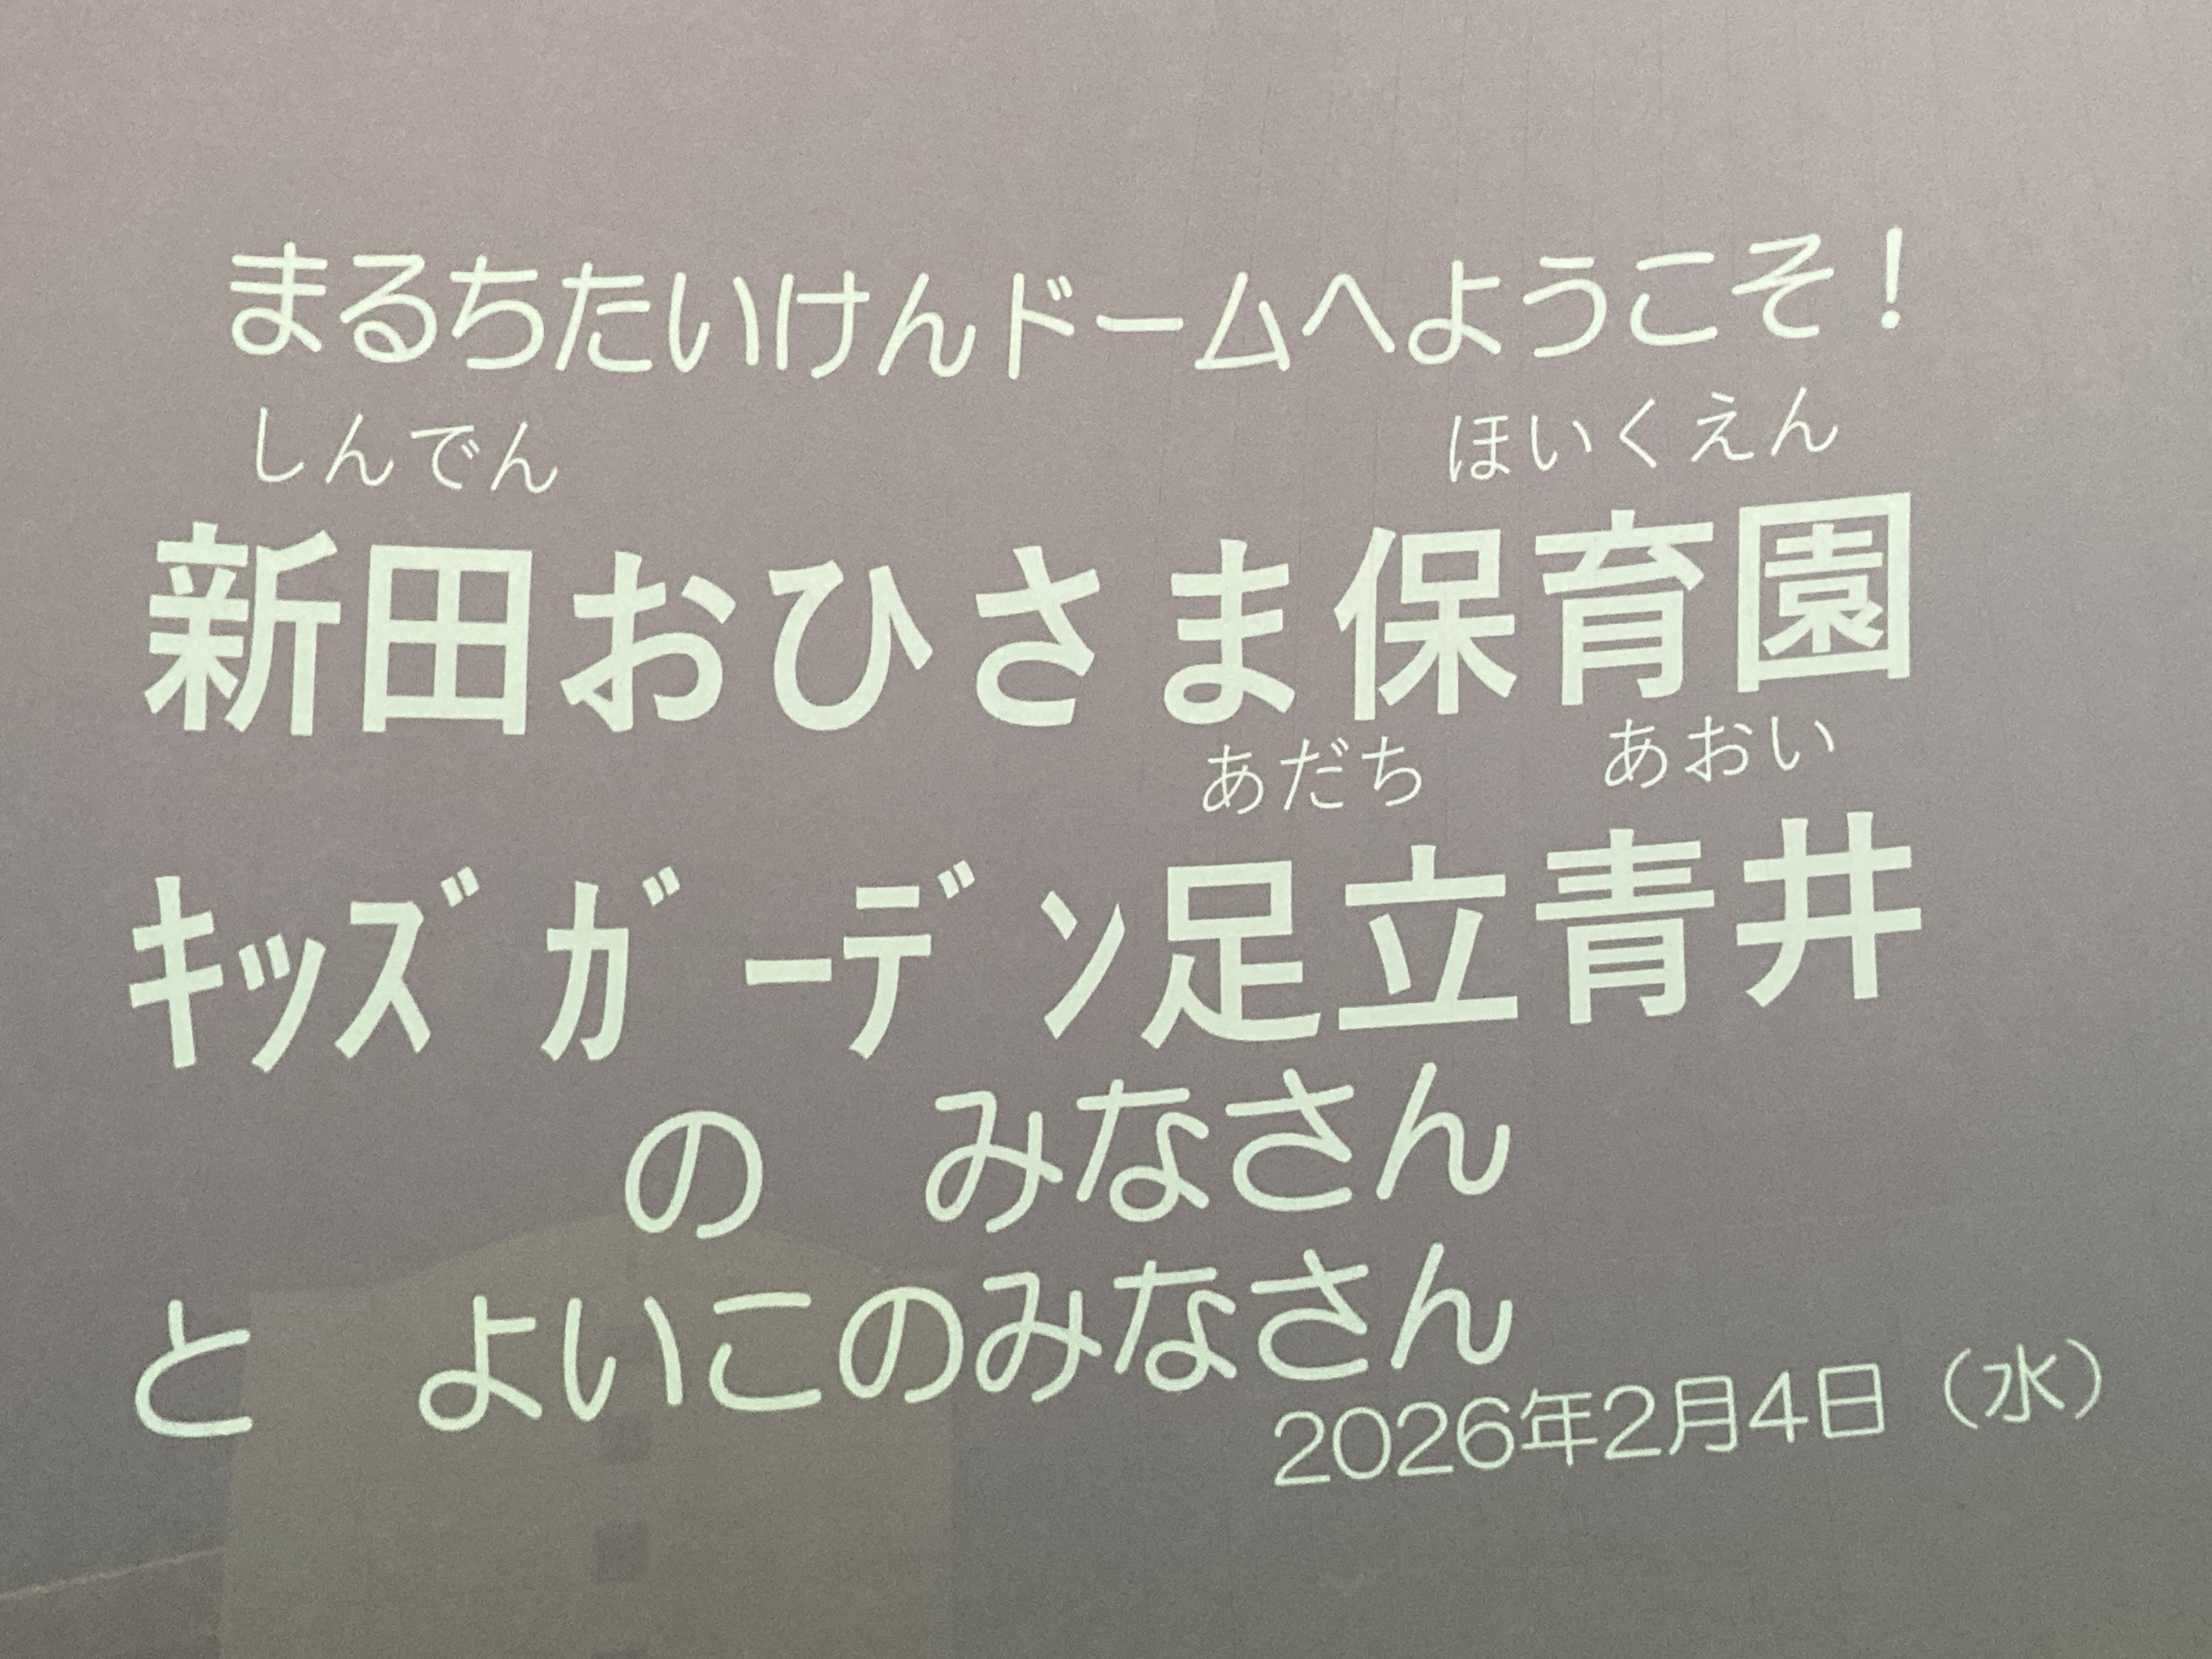 まるちたいけんドームへようこそ！
しんでん ほいくえん
新田おひさま保育園
あだち あおい
ｷｯｽﾞｶﾞｰﾃﾞﾝ足立青井
の　みなさん
と　よいこのみなさん
2026年2月4日（水）